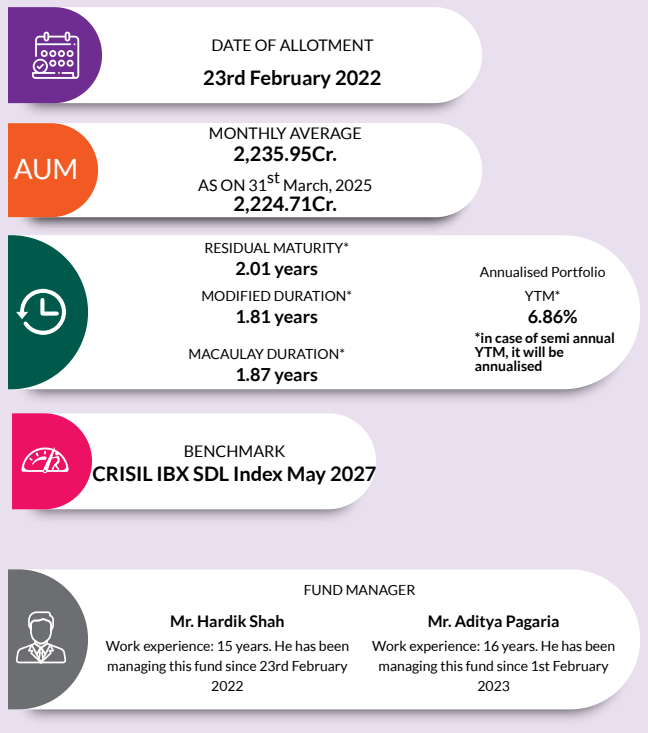 DATE OF ALLOTMENT
23rd February 2022
AUM
MONTHLY AVERAGE
2,235.95Cr.
AS ON 31st March, 2025
2,224.71Cr.
RESIDUAL MATURITY*
2.01 years
MODIFIED DURATION*
1.81 years
MACAULAY DURATION*
1.87 years
Annualised Portfolio
YTM*
6.86%
*in case of semi annual
YTM, it will be
annualised
BENCHMARK
CRISIL IBX SDL Index May 2027
FUND MANAGER
Mr. Hardik Shah
Work experience: 15 years. He has been
managing this fund since 23rd February
2022
Mr. Aditya Pagaria
Work experience: 16 years. He has been
managing this fund since 1st February
2023